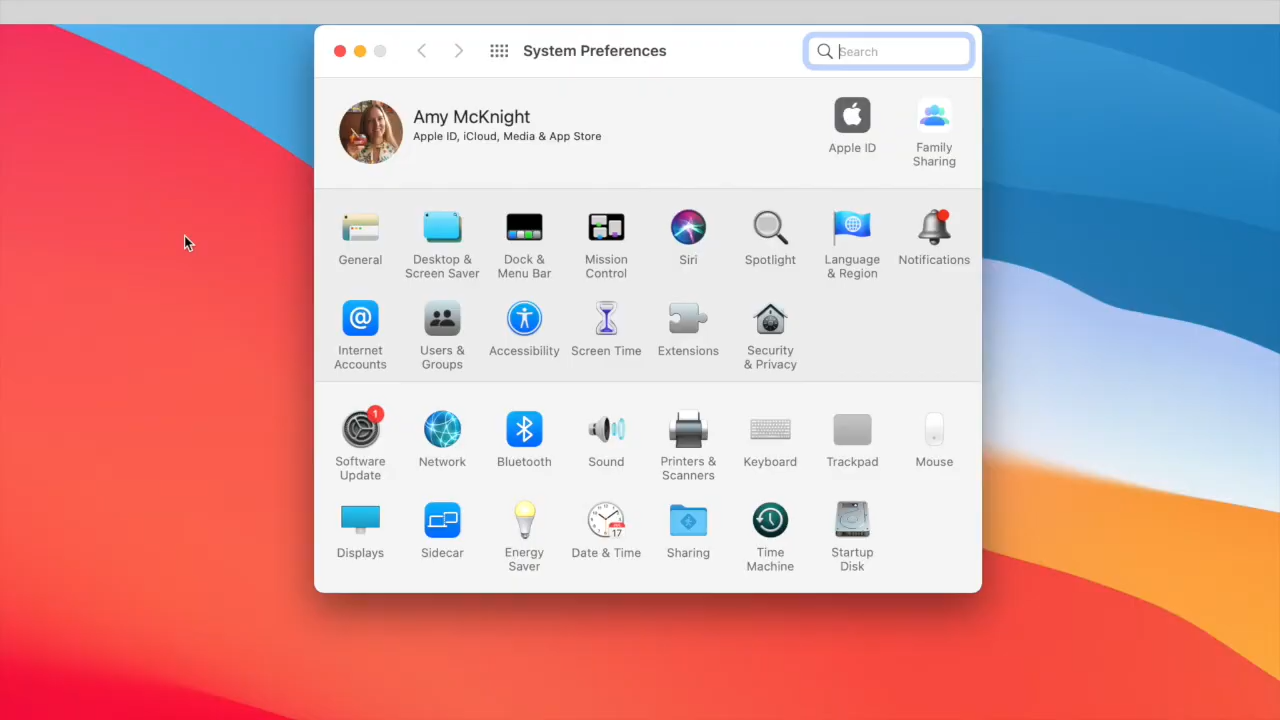 System Preferences
Search
Amy McKnight
Apple ID, iCloud, Media & App Store
Apple ID
Family
Sharing
General
Desktop &
Screen Saver
Dock &
Menu Bar
Mission
Control
Siri
Spotlight
Language
& Region
Notifications
Internet
Accounts
Users &
Groups
Accessibility
Screen Time
Extensions
Security
& Privacy
1
Software
Update
Network
Bluetooth
Sound
Printers &
Scanners
Keyboard
Trackpad
Mouse
Displays
Sidecar
Energy
Saver
17
Date & Time
Sharing
Time
Machine
Startup
Disk